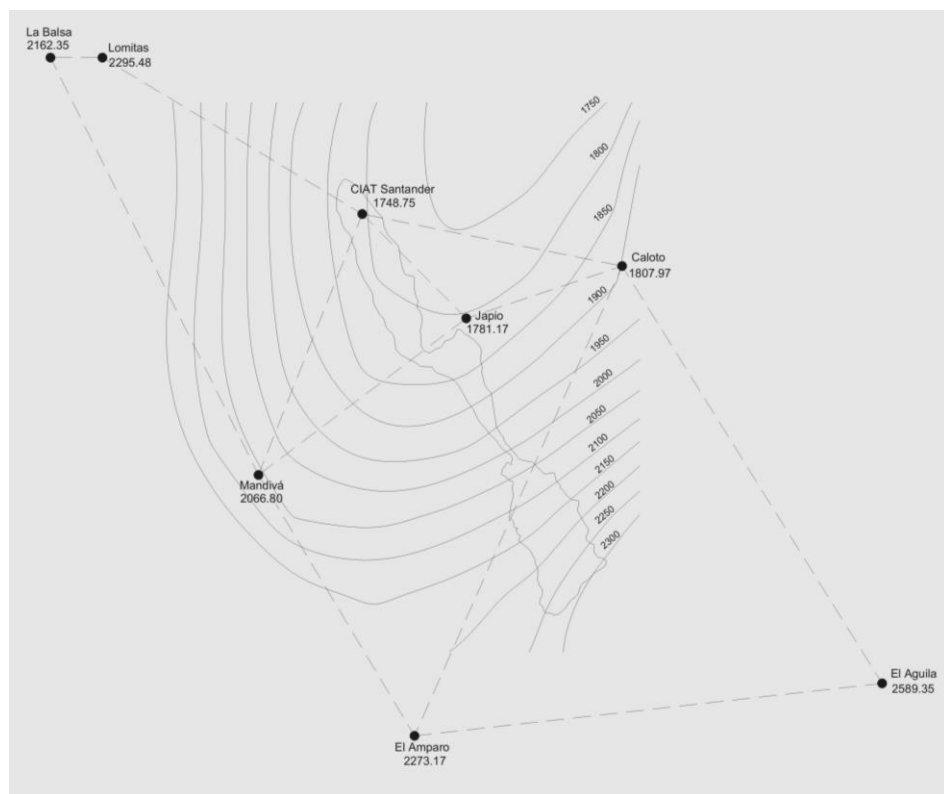 La Balsa
2162.35
Lomitas
2295.48
1750
1800
CIAT Santander
1748.75
1850
Caloto
1807.97
1900
Japio
1781.17
1950
2000
2050
2100
2150
Mandivá
2066.80
2200
2250
2300
El Aguila
2589.35
El Amparo
2273.17